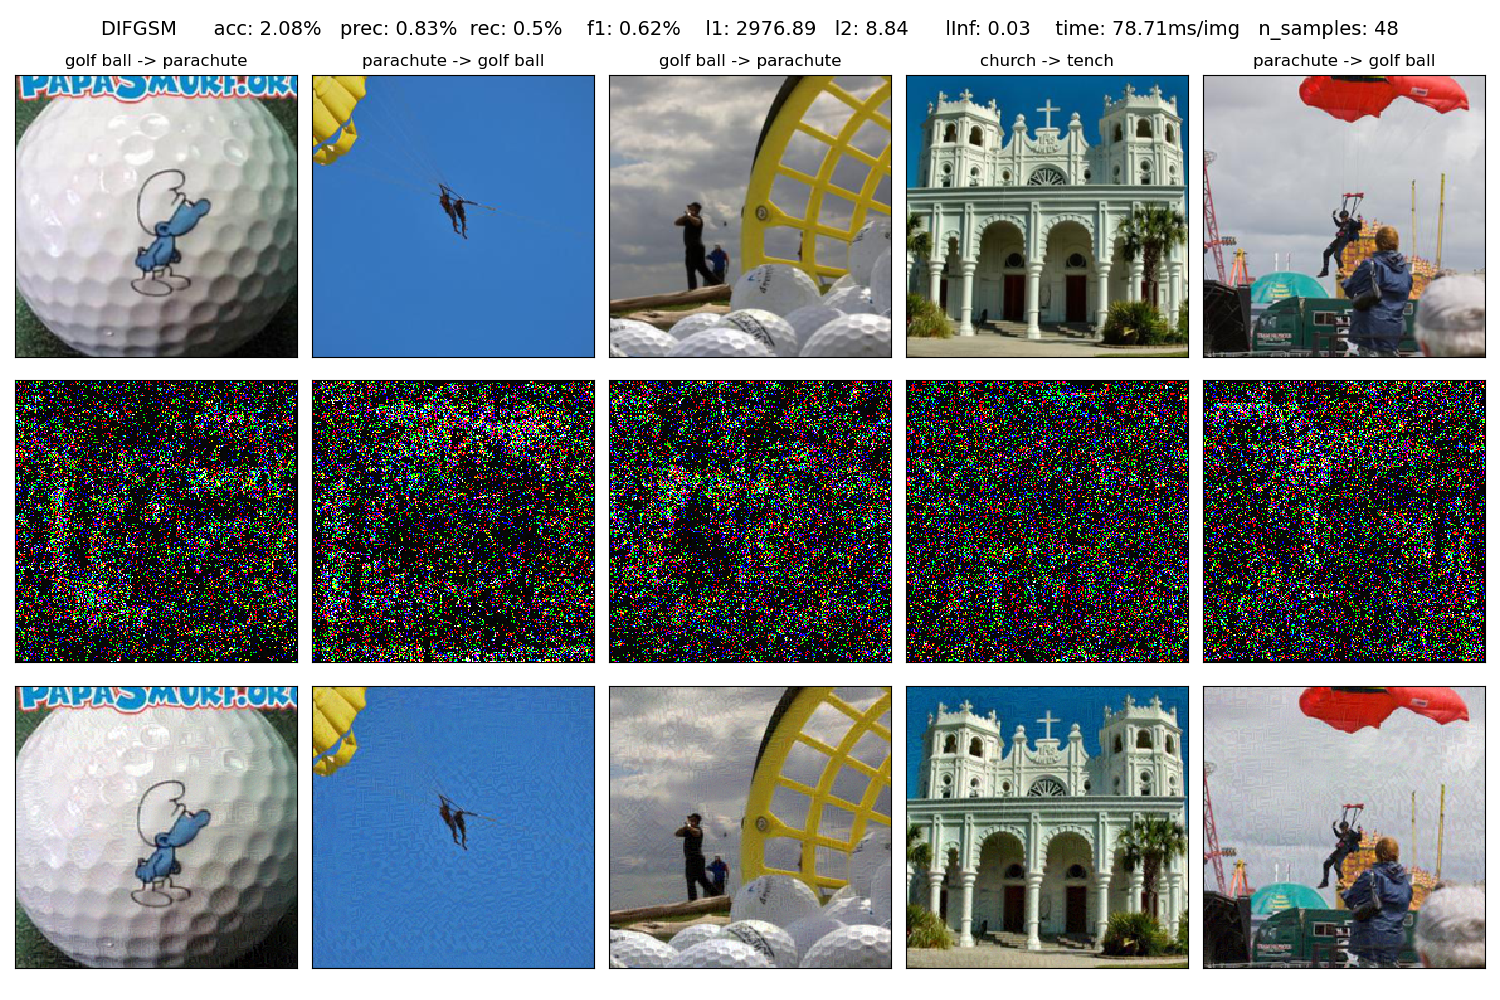 DIFGSM acc: 2.08% prec: 0.83% rec: 0.5% f1: 0.62% l1: 2976.89 l2: 8.84 lInf: 0.03 time: 78.71ms/img n_samples: 48
golf ball -> parachute
parachute -> golf ball
golf ball -> parachute
church -> tench
parachute -> golf ball
PAPASMURF.ORG
PAPASMURF.ORG